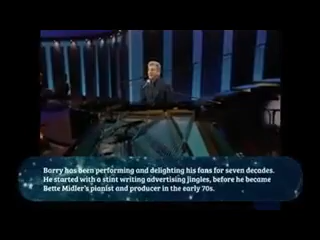 Barry has been performing and delighting his fans for seven decades.
He started with a stint writing advertising jingles, before he became
Bette Midler's pianist and producer in the early 70s.